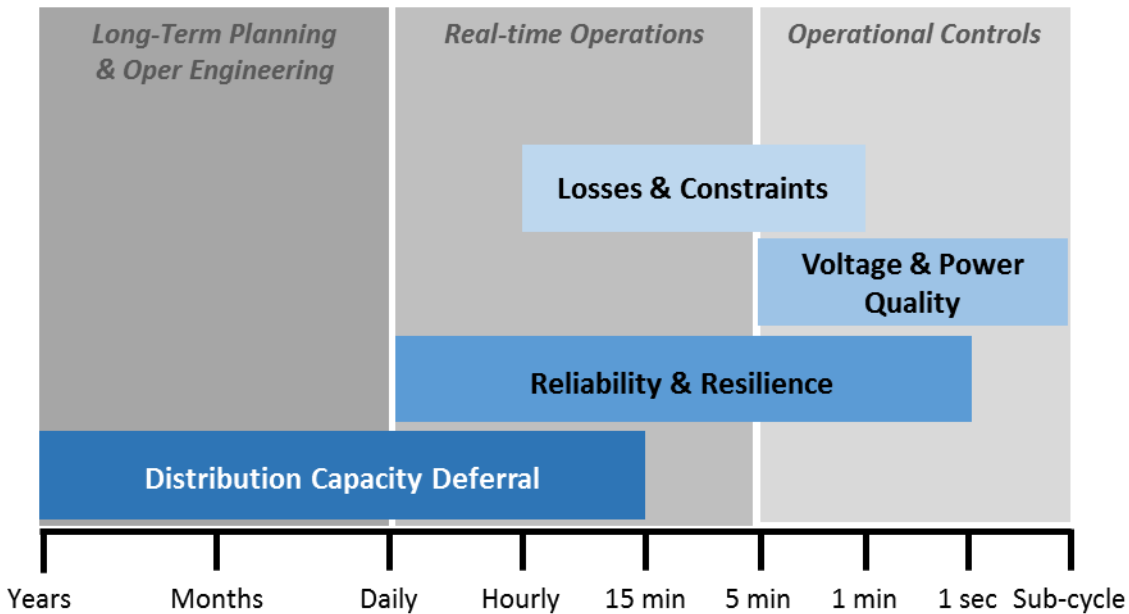 Long-Term Planning
& Oper Engineering
Real-time Operations
Operational Controls
Losses & Constraints
Voltage & Power
Quality
Reliability & Resilience
Distribution Capacity Deferral
Years Months Daily Hourly 15 min 5 min 1 min 1 sec Sub-cycle